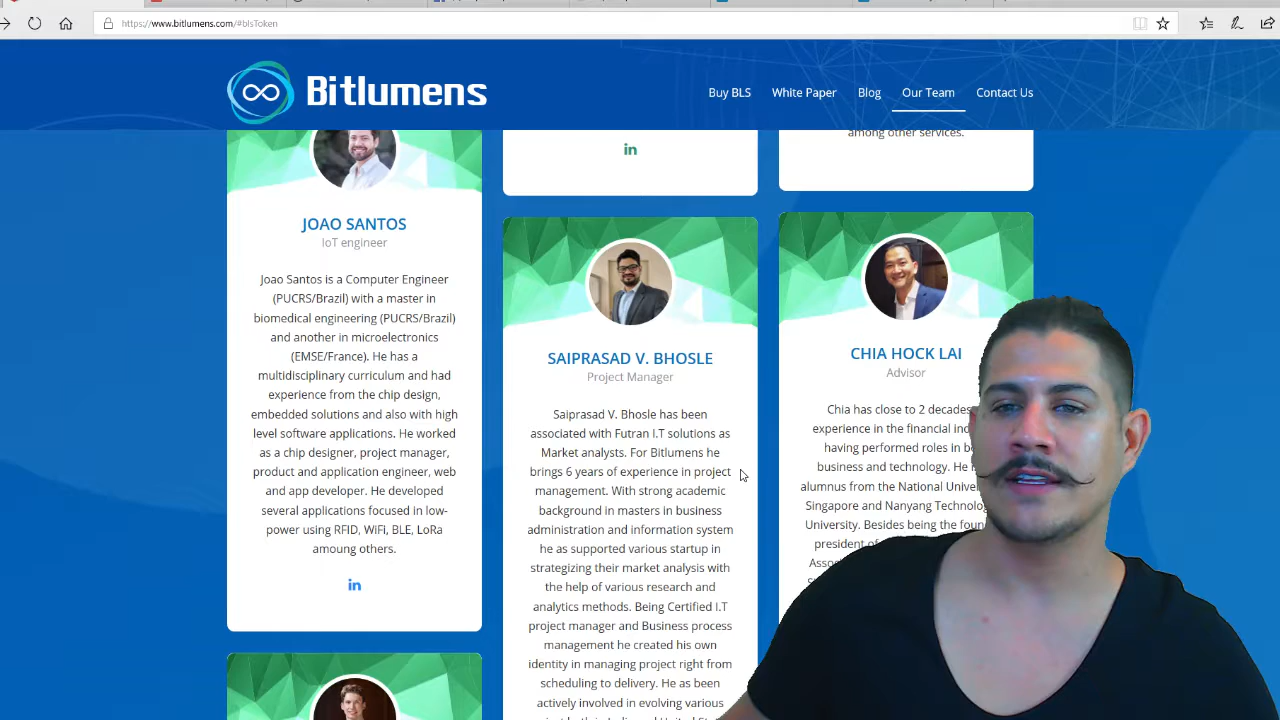 https://www.bitlumens.com/#blsToken
Bitlumens
Buy BLS
White Paper
Blog
Our Team
Contact Us
JOAO SANTOS
IoT engineer
Joao Santos is a Computer Engineer
(PUCRS/Brazil) with a master in
biomedical engineering (PUCRS/Brazil)
and another in microelectronics
(EMSE/France). He has a
multidisciplinary curriculum and had
experience from the chip design,
embedded solutions and also with high
level software applications. He worked
as a chip designer, project manager,
product and application engineer, web
and app developer. He developed
several applications focused in low-
power using RFID, WiFi, BLE, LoRa
amoung others.
in
in
SAIPRASAD V. BHOSLE
Project Manager
Saiprasad V. Bhosle has been
associated with Futran I.T solutions as
Market analysts. For Bitlumens he
brings 6 years of experience in project
management. With strong academic
background in masters in business
administration and information system
he as supported various startup in
strategizing their market analysis with
the help of various research and
analytics methods. Being Certified I.T
project manager and Business process
management he created his own
identity in managing project right from
scheduling to delivery. He as been
actively involved in evolving various
among other services.
CHIA HOCK LAI
Advisor
Chia has close to 2 decades
experience in the financial
having performed roles in
business and technology. He
alumnus from the National
Singapore and Nanyang
University. Besides being the
president of